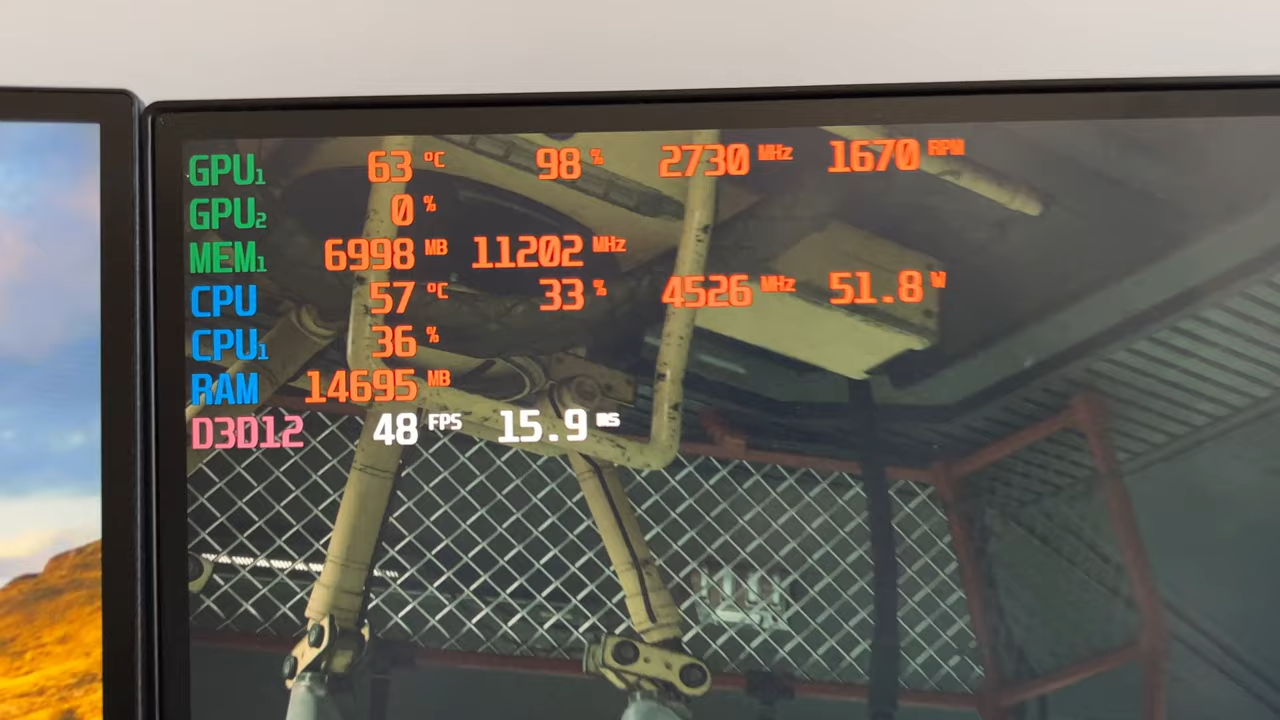 GPU1 63 °C 98 % 2730 MHz 1670 RPM
GPU2 0 %
MEM1 6998 MB 11202 MHz
CPU 57 °C 33 % 4526 MHz 51.8 W
CPU1 36 %
RAM 14695 MB
D3D12 48 FPS 15.9 ms